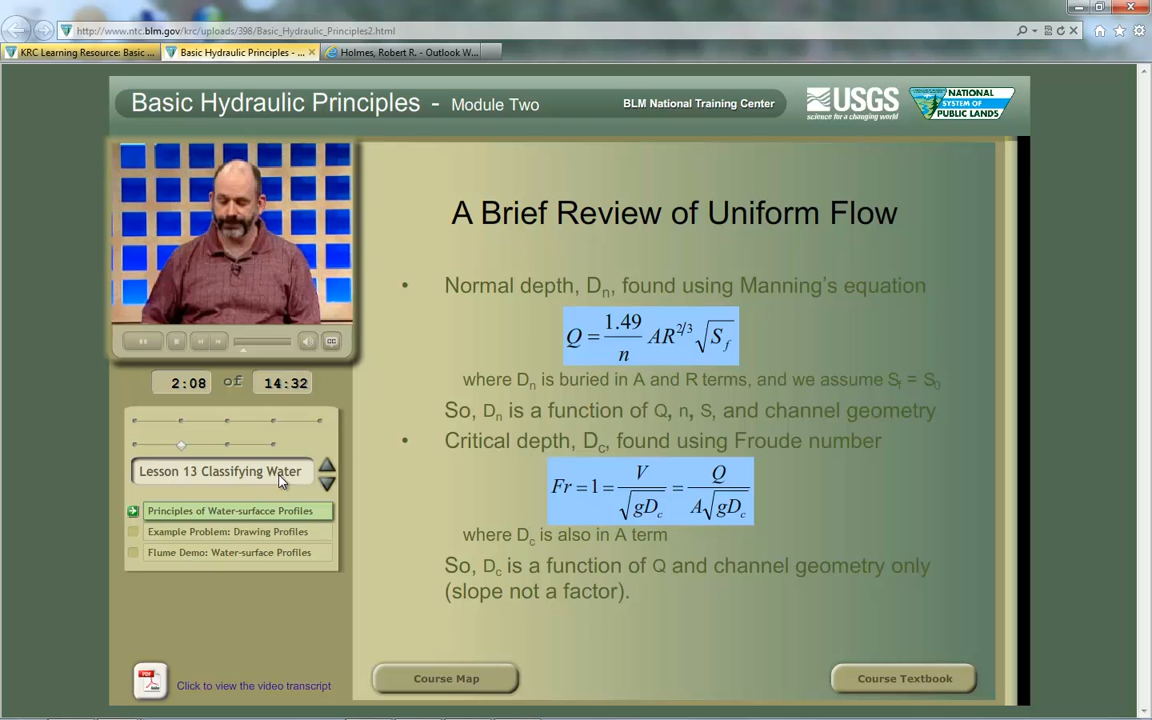 http://www.ntc.blm.gov/krc/uploads/398/Basic_Hydraulic_Principles2.html
KRC Learning Resource: Basic ...
Basic Hydraulic Principles - ...
Holmes, Robert R. - Outlook W...
Basic Hydraulic Principles - Module Two
BLM National Training Center
USGS
science for a changing world
NATIONAL
SYSTEM OF
PUBLIC LANDS
A Brief Review of Uniform Flow
• Normal depth, Dn, found using Manning's equation
Q = 1.49/n AR^2/3 √Sf
where Dn is buried in A and R terms, and we assume Sf = S0
So, Dn is a function of Q, n, S, and channel geometry
• Critical depth, Dc, found using Froude number
Fr = 1 = V/√gDc = Q/A√gDc
where Dc is also in A term
So, Dc is a function of Q and channel geometry only
(slope not a factor).
CC
2:08 of 14:32
Lesson 13 Classifying Water
Principles of Water-surfacce Profiles
Example Problem: Drawing Profiles
Flume Demo: Water-surface Profiles
PDF
Click to view the video transcript
Course Map
Course Textbook